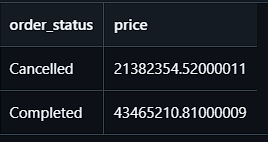 order_status price
Cancelled 21382354.52000011
Completed 43465210.81000009